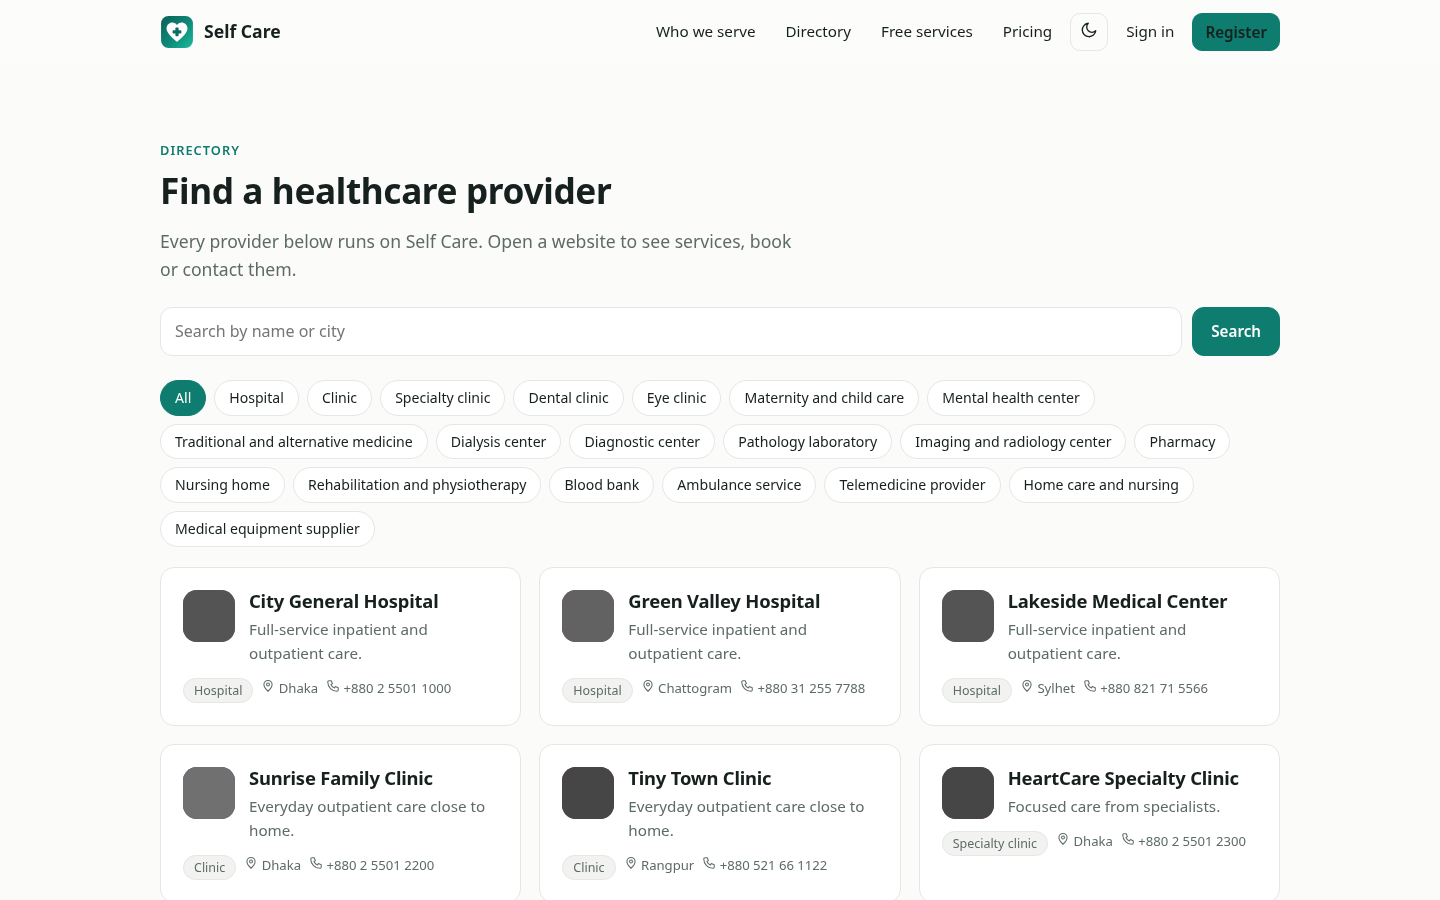 Self Care
Who we serve
Directory
Free services
Pricing
Sign in
Register
DIRECTORY
Find a healthcare provider
Every provider below runs on Self Care. Open a website to see services, book
or contact them.
Search by name or city
Search
All
Hospital
Clinic
Specialty clinic
Dental clinic
Eye clinic
Maternity and child care
Mental health center
Traditional and alternative medicine
Dialysis center
Diagnostic center
Pathology laboratory
Imaging and radiology center
Pharmacy
Nursing home
Rehabilitation and physiotherapy
Blood bank
Ambulance service
Telemedicine provider
Home care and nursing
Medical equipment supplier
City General Hospital
Full-service inpatient and
outpatient care.
Hospital
Dhaka
+880 2 5501 1000
Green Valley Hospital
Full-service inpatient and
outpatient care.
Hospital
Chattogram
+880 31 255 7788
Lakeside Medical Center
Full-service inpatient and
outpatient care.
Hospital
Sylhet
+880 821 71 5566
Sunrise Family Clinic
Everyday outpatient care close to
home.
Clinic
Dhaka
+880 2 5501 2200
Tiny Town Clinic
Everyday outpatient care close to
home.
Clinic
Rangpur
+880 521 66 1122
HeartCare Specialty Clinic
Focused care from specialists.
Specialty clinic
Dhaka
+880 2 5501 2300